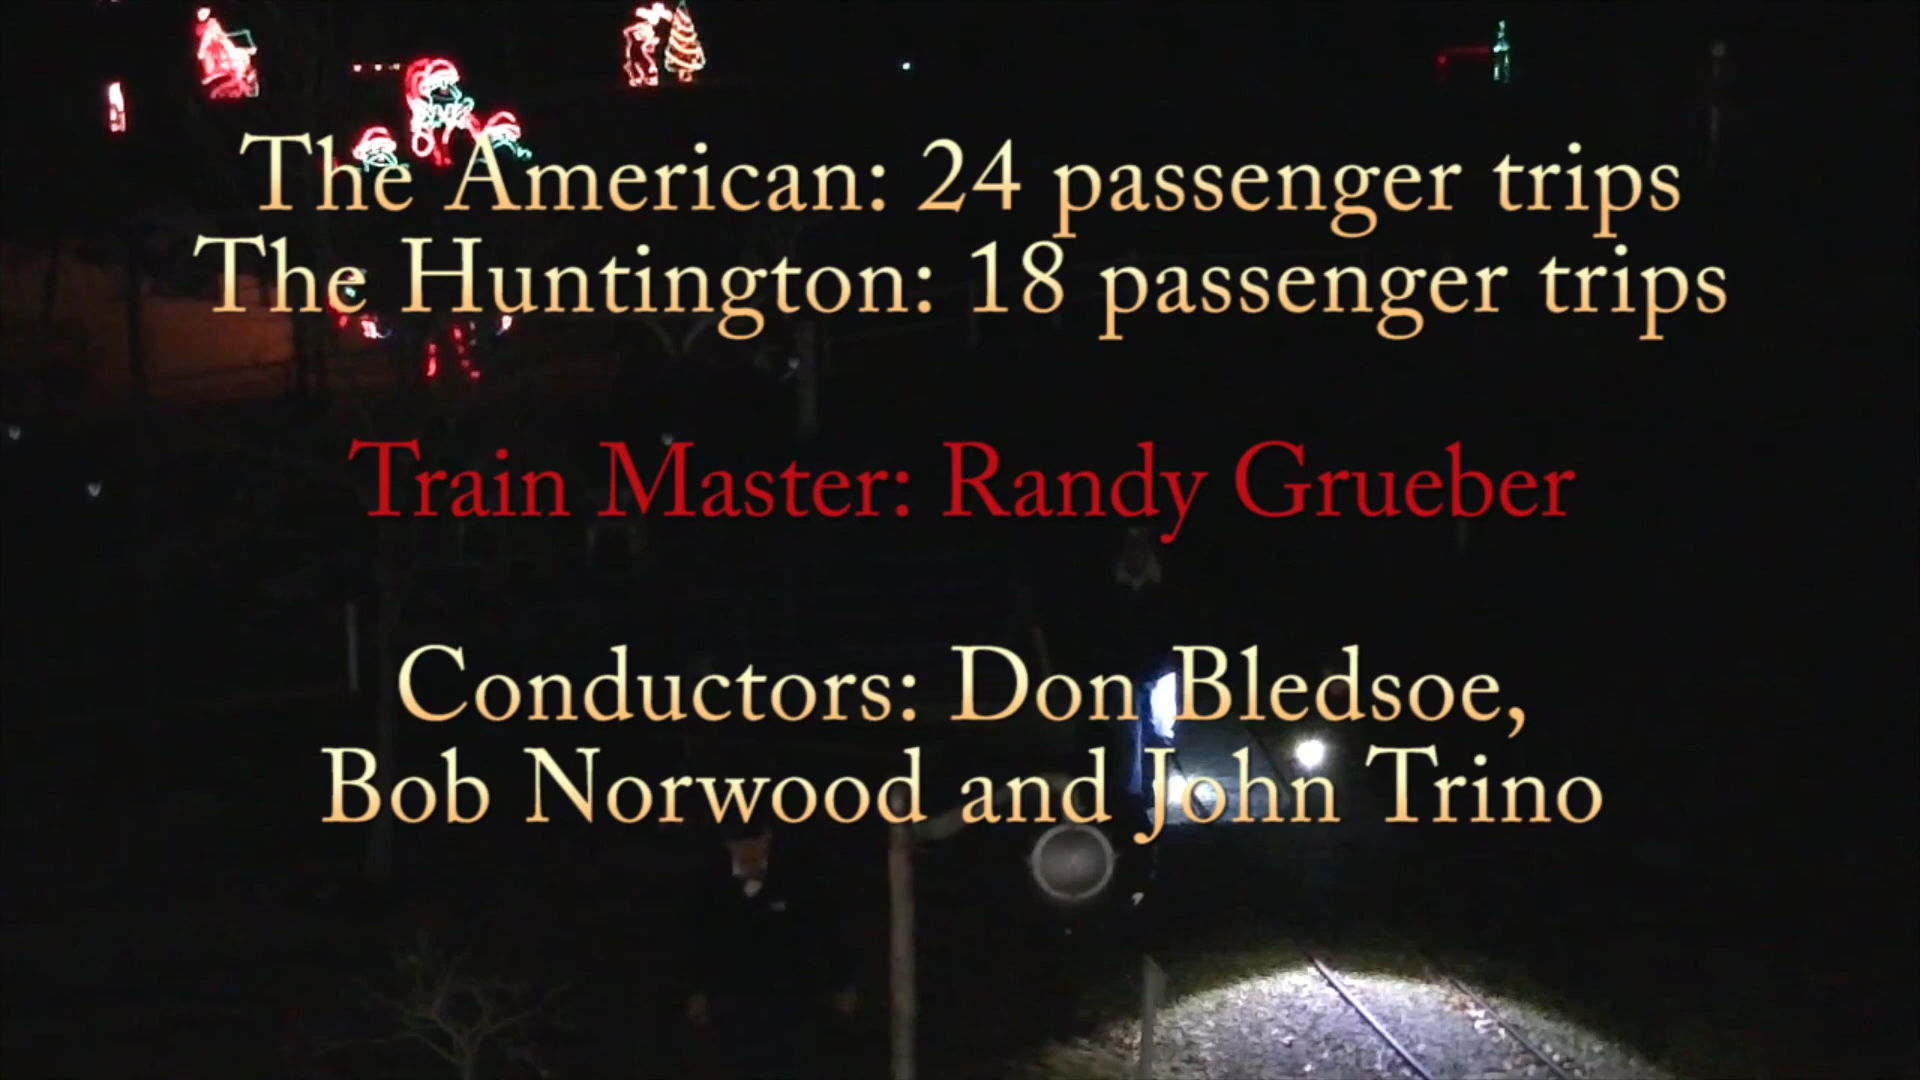 The American: 24 passenger trips
The Huntington: 18 passenger trips
Train Master: Randy Grueber
Conductors: Don Bledsoe,
Bob Norwood and John Trino